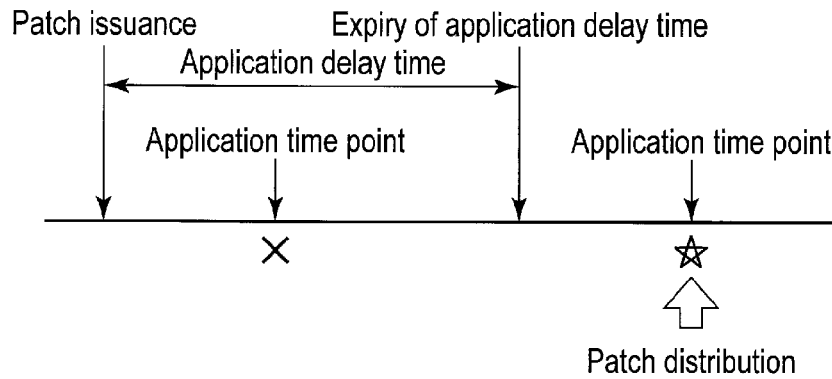 Patch issuance
Expiry of application delay time
Application delay time
Application time point
Application time point
Patch distribution